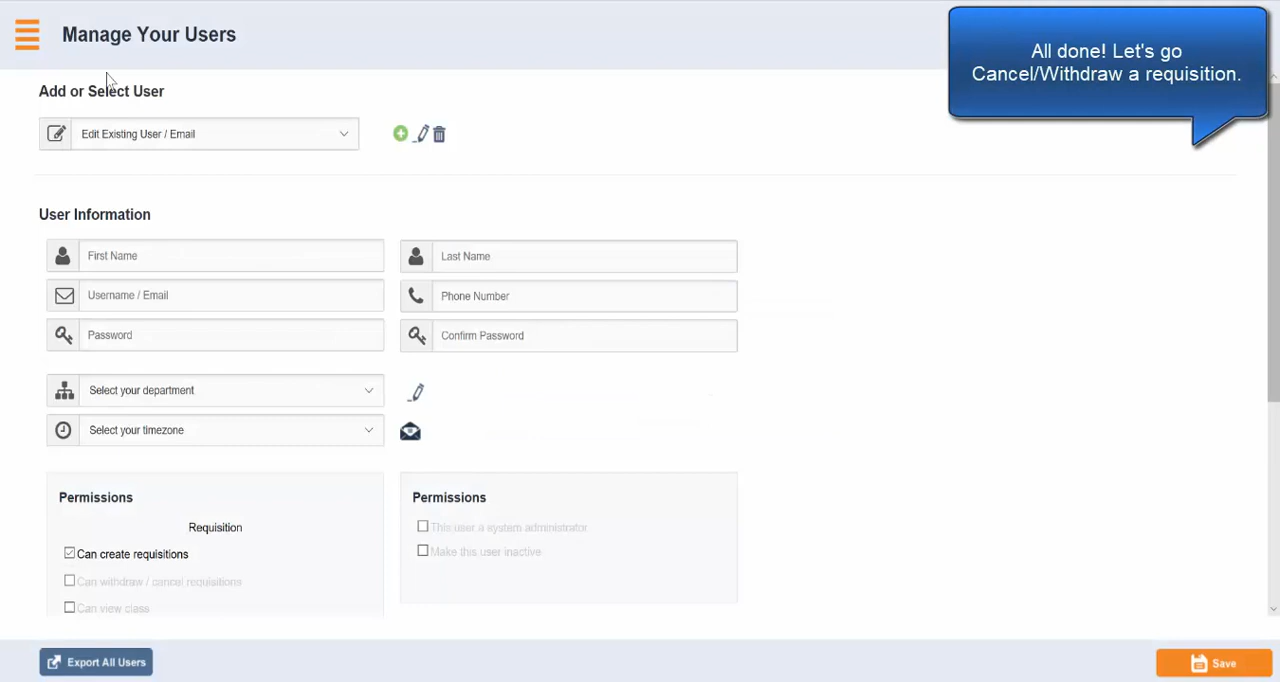 Manage Your Users
All done! Let's go
Cancel/Withdraw a requisition.
Add or Select User
Edit Existing User / Email
User Information
First Name
Last Name
Username / Email
Phone Number
Password
Confirm Password
Select your department
Select your timezone
Permissions
Requisition
Can create requisitions
Can withdraw / cancel requisitions
Can view class
Permissions
This user a system administrator
Make this user inactive
Export All Users
Save